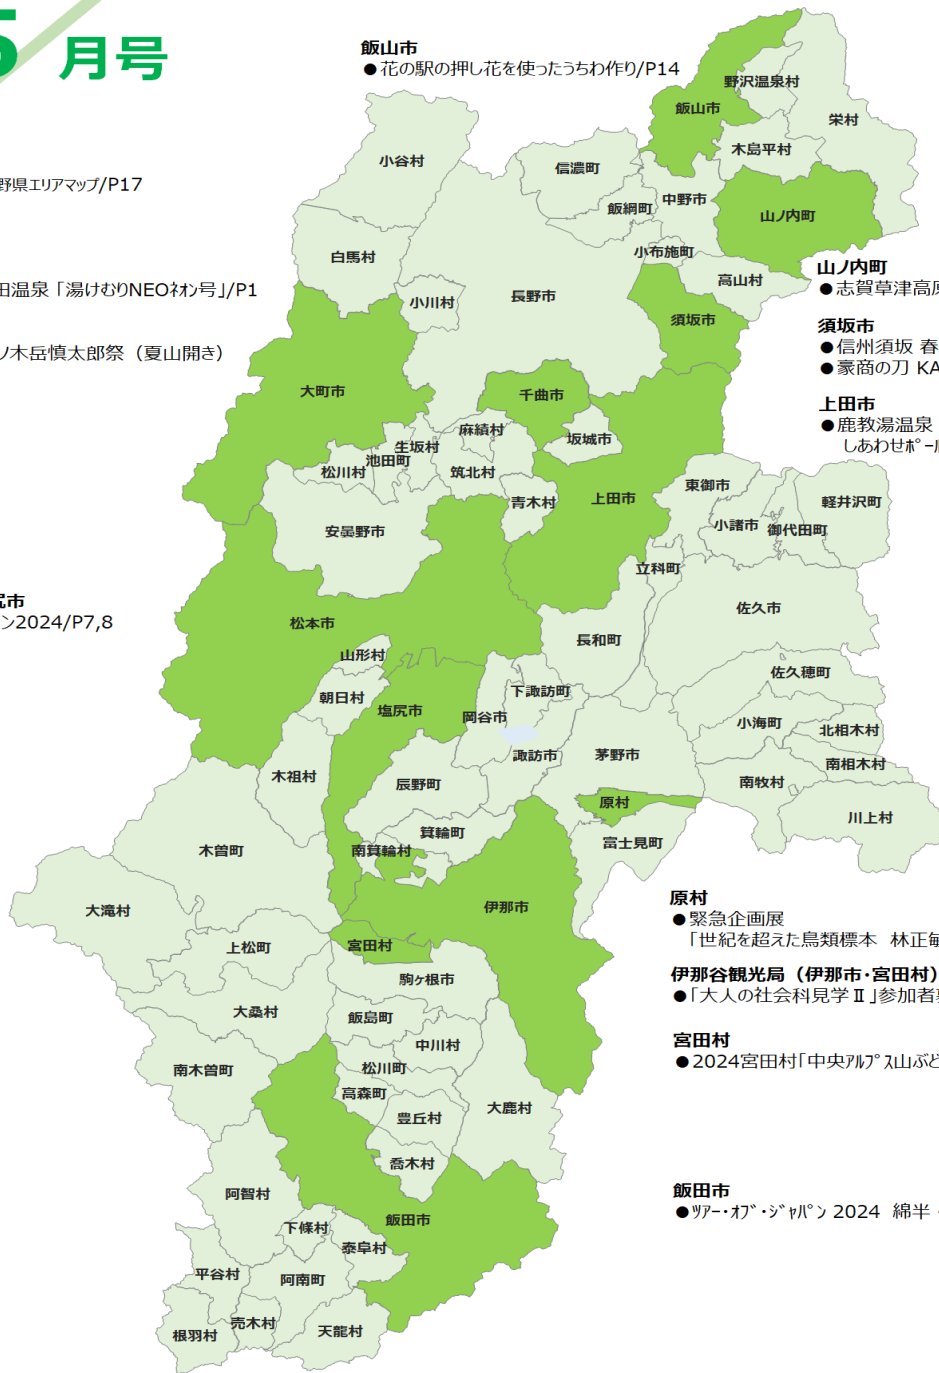 5月号
飯山市
●花の駅の押し花を使ったうちわ作り/P14
野県エリアマップ/P17
田温泉「湯けむりNEOネオン号」/P1
ノ木岳慎太郎祭（夏山開き）
尻市
ン2024/P7,8
野沢温泉村
飯山市
栄村
木島平村
小谷村
信濃町
飯綱町
中野市
山ノ内町
白馬村
小布施町
高山村
小川村
長野市
須坂市
山ノ内町
●志賀草津高原
須坂市
●信州須坂 春
●豪商の刀 KA
上田市
●鹿教湯温泉
しあわせポール
大町市
千曲市
麻績村
坂城市
生坂村
池田町
松川村
筑北村
青木村
上田市
東御市
小諸市
御代田町
軽井沢町
安曇野市
立科町
佐久市
松本市
長和町
山形村
佐久穂町
朝日村
塩尻市
下諏訪町
岡谷市
小海町
北相木村
諏訪市
茅野市
南相木村
木祖村
南牧村
辰野町
原村
川上村
箕輪町
富士見町
南箕輪村
木曽町
伊那市
大滝村
上松町
宮田村
駒ヶ根市
大桑村
飯島町
中川村
南木曽町
松川町
高森町
大鹿村
豊丘村
喬木村
阿智村
下條村
飯田市
泰阜村
平谷村
阿南町
売木村
天龍村
根羽村
原村
●緊急企画展
「世紀を超えた鳥類標本 林正敏
伊那谷観光局（伊那市・宮田村）
●「大人の社会科見学Ⅱ」参加者募
宮田村
●2024宮田村「中央アルプス山ぶど
飯田市
●ツアー・オブ・ジャパン 2024 綿半